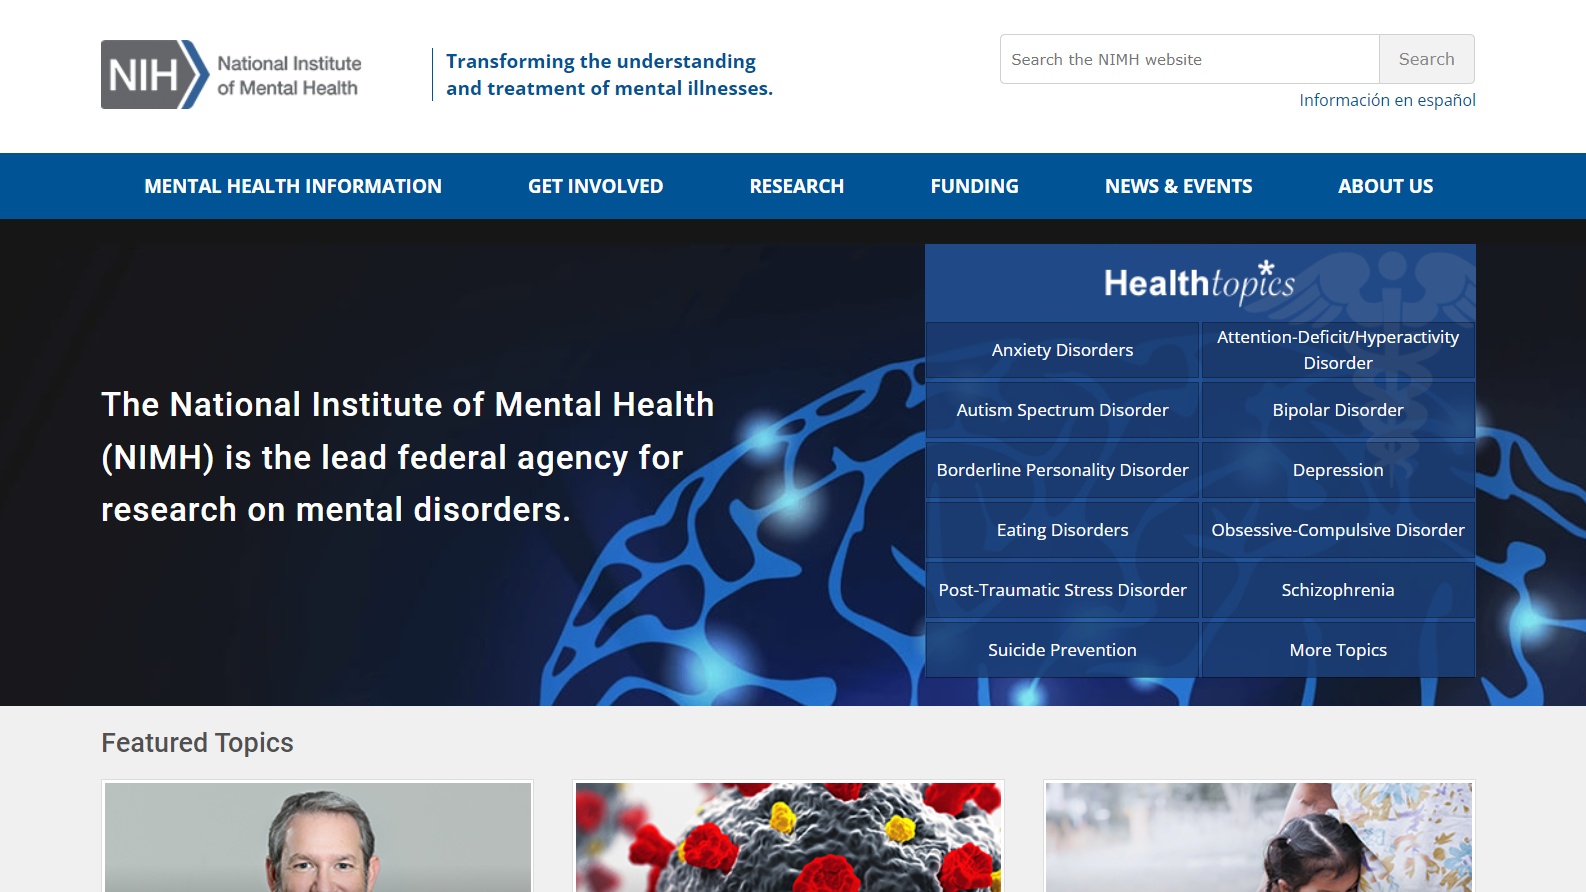 NIH National Institute
of Mental Health
Transforming the understanding
and treatment of mental illnesses.
Search the NIMH website
Search
Información en español
MENTAL HEALTH INFORMATION
GET INVOLVED
RESEARCH
FUNDING
NEWS & EVENTS
ABOUT US
The National Institute of Mental Health
(NIMH) is the lead federal agency for
research on mental disorders.
Healthtopics*
Anxiety Disorders
Attention-Deficit/Hyperactivity
Disorder
Autism Spectrum Disorder
Bipolar Disorder
Borderline Personality Disorder
Depression
Eating Disorders
Obsessive-Compulsive Disorder
Post-Traumatic Stress Disorder
Schizophrenia
Suicide Prevention
More Topics
Featured Topics